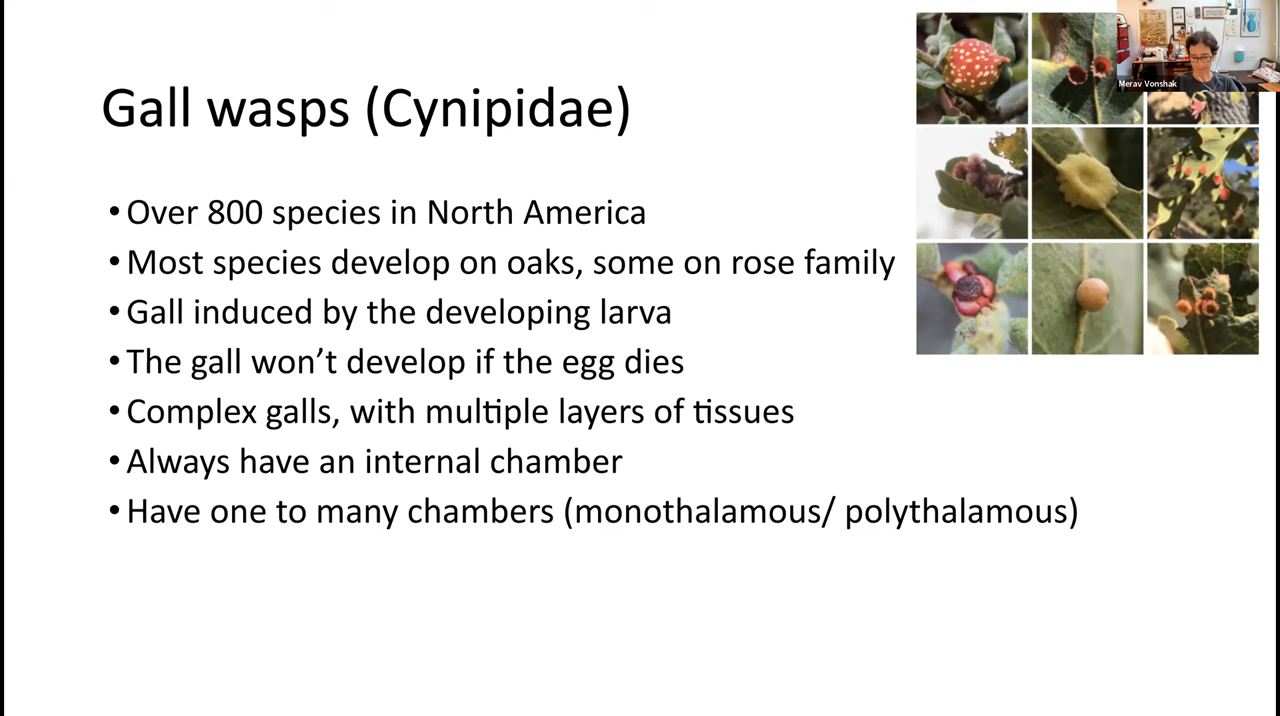 Merav Vonshak
Gall wasps (Cynipidae)
•Over 800 species in North America
•Most species develop on oaks, some on rose family
•Gall induced by the developing larva
•The gall won’t develop if the egg dies
•Complex galls, with multiple layers of tissues
•Always have an internal chamber
•Have one to many chambers (monothalamous/ polythalamous)